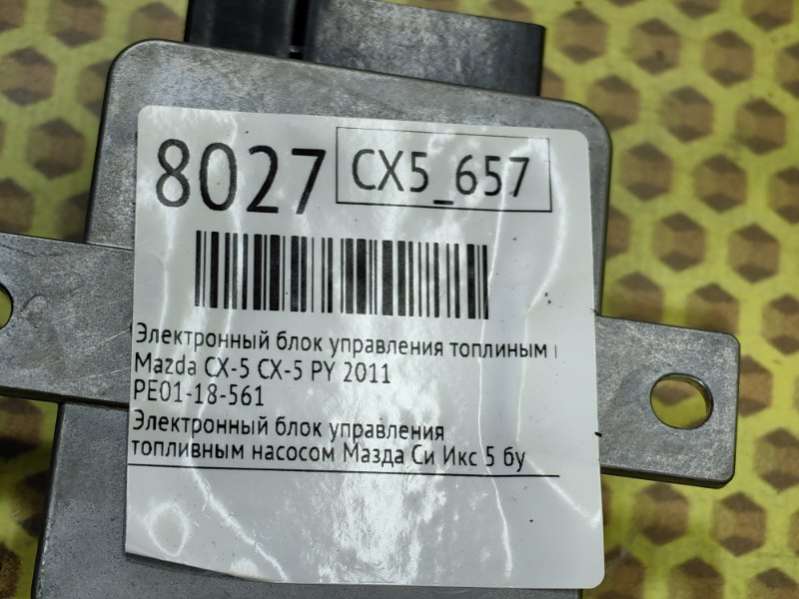 8027 CX5_657
Электронный блок управления топлиным
Mazda CX-5 CX-5 PY 2011
PE01-18-561
Электронный блок управления
топливным насосом Мазда Си Икс 5 бу